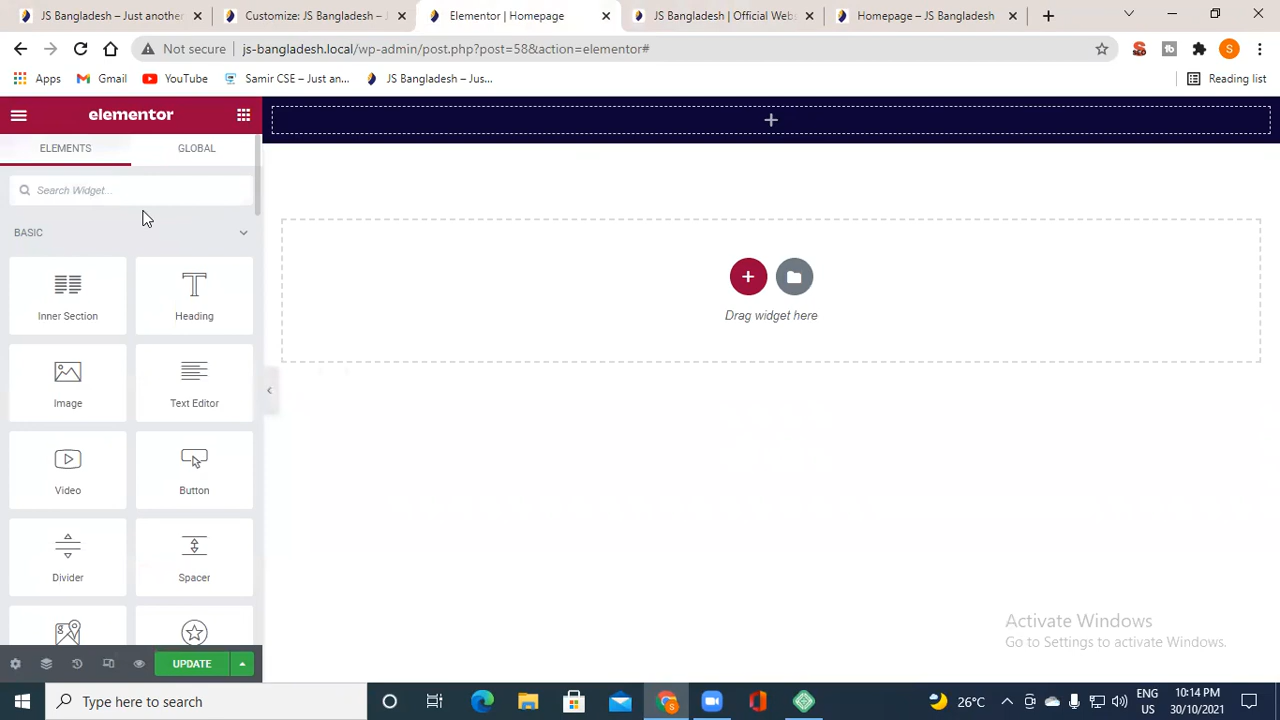 JS Bangladesh – Just another
Customize: JS Bangladesh – J
Elementor | Homepage
JS Bangladesh | Official Webs
Homepage – JS Bangladesh
Not secure
js-bangladesh.local/wp-admin/post.php?post=58&action=elementor#
Apps
Gmail
YouTube
Samir CSE – Just an...
JS Bangladesh – Jus...
Reading list
elementor
ELEMENTS
GLOBAL
Search Widget...
BASIC
Inner Section
Heading
Image
Text Editor
Video
Button
Divider
Spacer
UPDATE
Drag widget here
Activate Windows
Go to Settings to activate Windows.
Type here to search
26°C
ENG
US
10:14 PM
30/10/2021